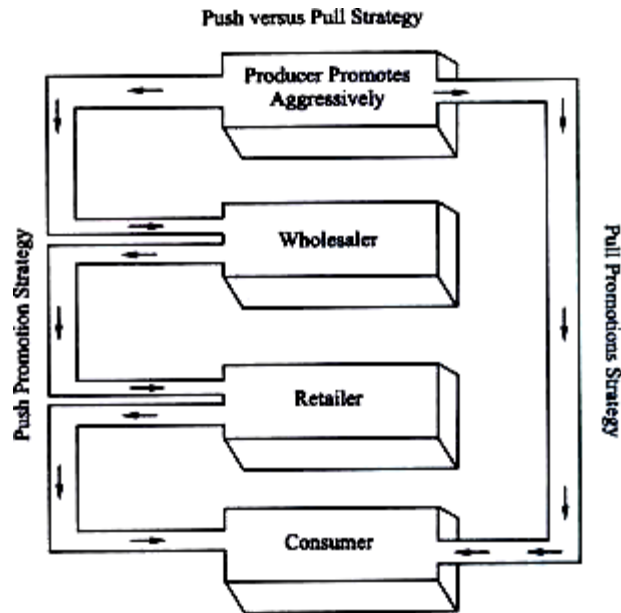 Push versus Pull Strategy
Producer Promotes
Aggressively
Wholesaler
Retailer
Consumer
Push Promotion Strategy
Pull Promotions Strategy